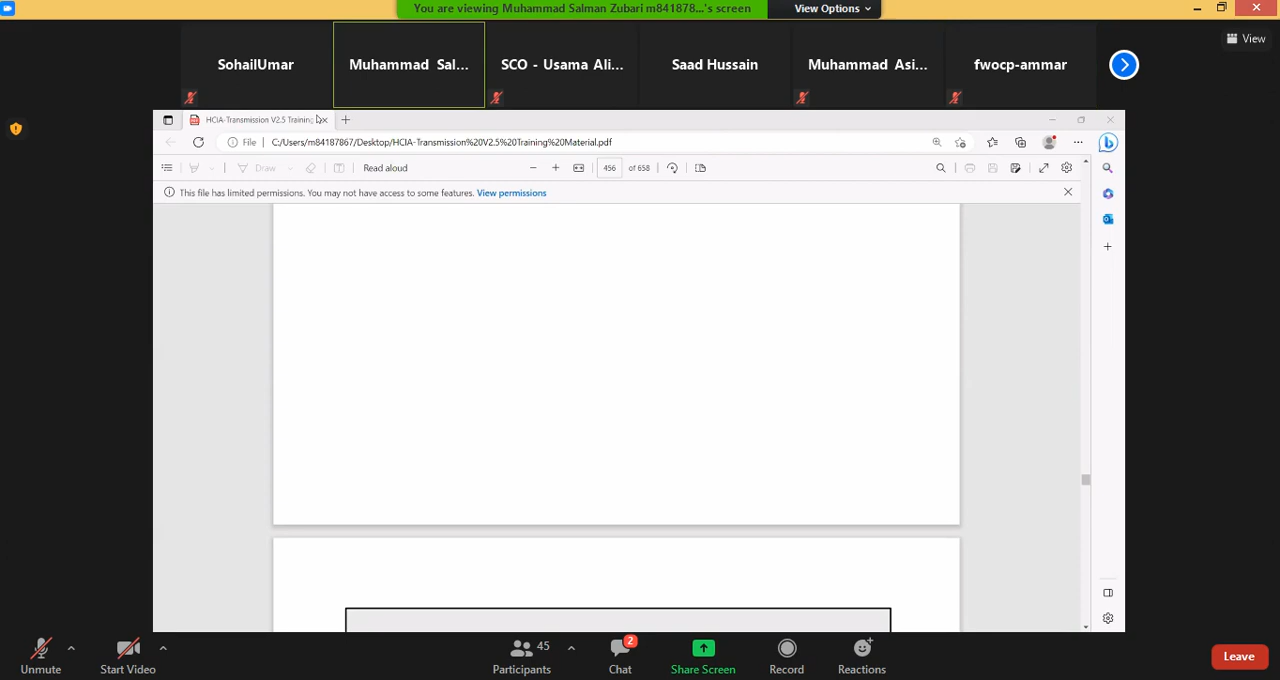 You are viewing Muhammad Salman Zubari m841878...'s screen
View Options
View
SohailUmar
Muhammad Sal...
SCO - Usama Ali...
Saad Hussain
Muhammad Asi...
fwocp-ammar
HCIA-Transmission V2.5 Training
File
C:/Users/m84187867/Desktop/HCIA-Transmission%20V2.5%20Training%20Material.pdf
Draw
Read aloud
456
of 658
This file has limited permissions. You may not have access to some features. View permissions
Unmute
Start Video
45
Participants
2
Chat
Share Screen
Record
Reactions
Leave